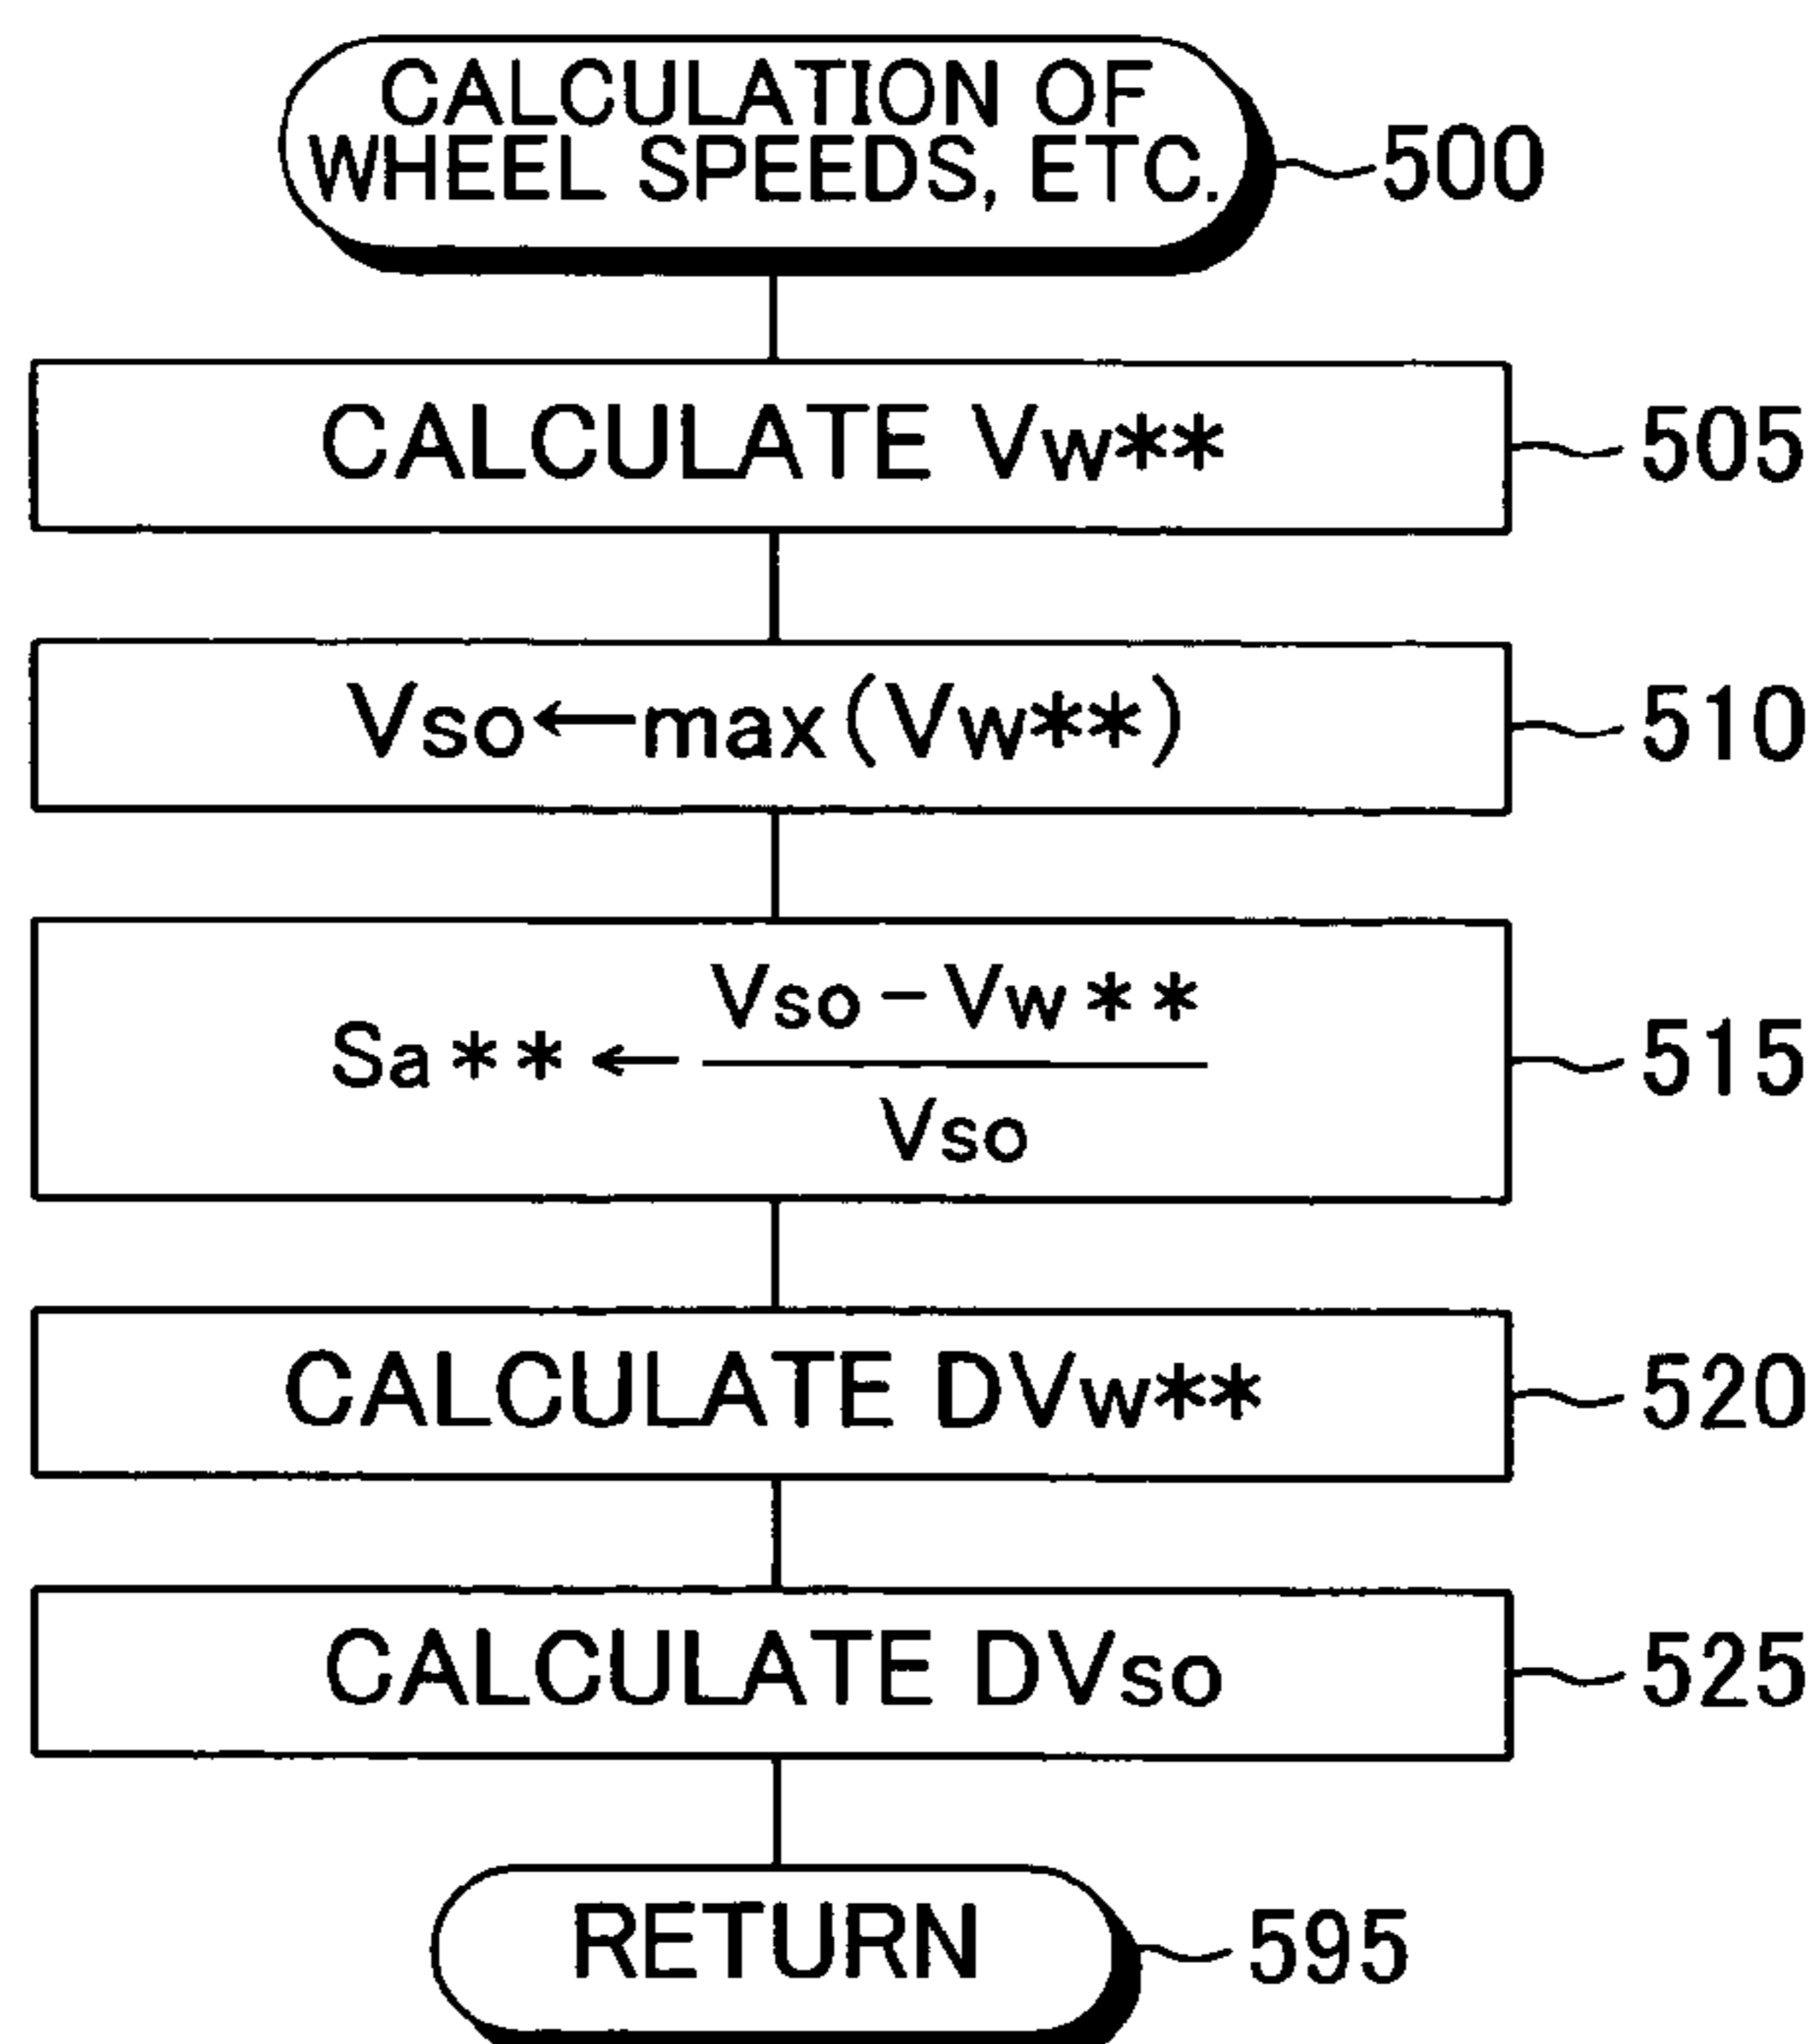 CALCULATION OF
WHEEL SPEEDS, ETC.
500
CALCULATE Vw**
505
Vso←max(Vw**)
510
Vso-Vw**
Sa**←
Vso
515
CALCULATE DVw**
520
CALCULATE DVso
525
RETURN
595